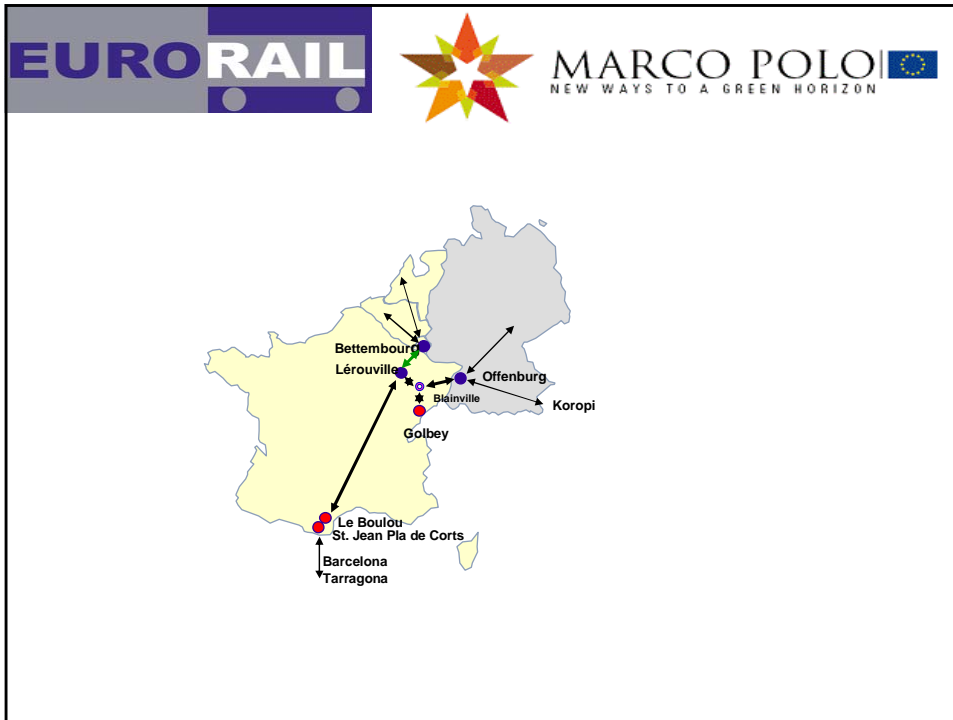 EURORAIL
MARCO POLO
NEW WAYS TO A GREEN HORIZON
Bettembourg
Lérouville
Offenburg
Blainville
Koropi
Golbey
Le Boulou
St. Jean Pla de Corts
Barcelona
Tarragona